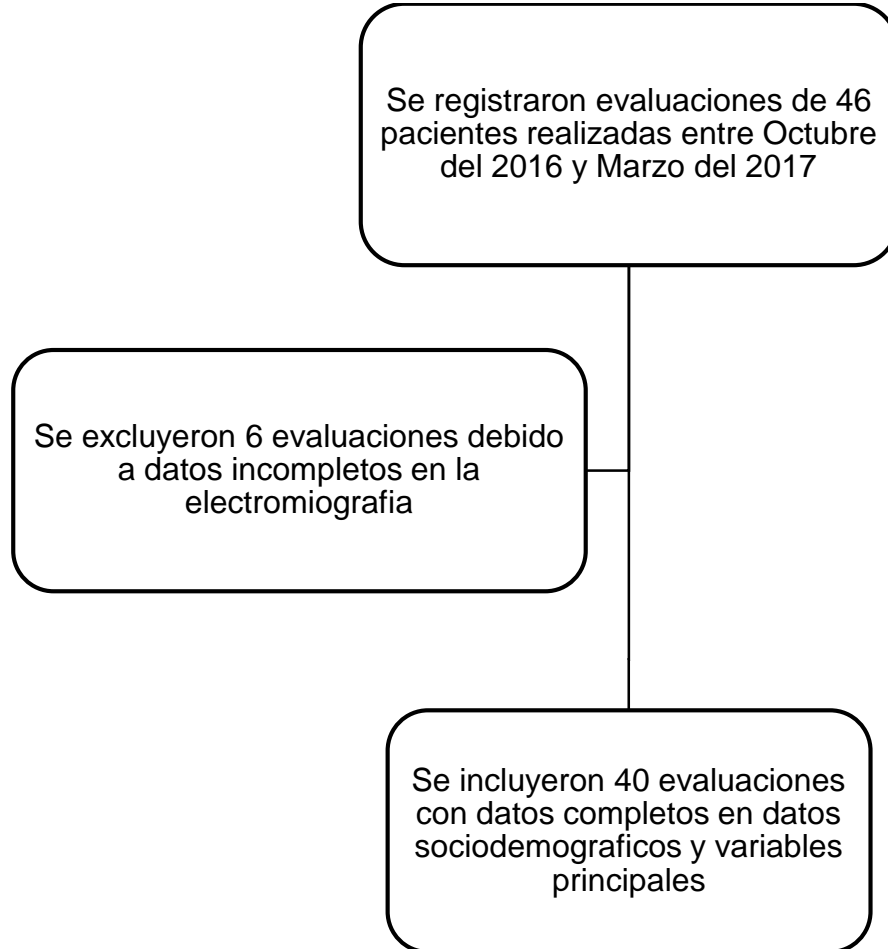 Se registraron evaluaciones de 46
pacientes realizadas entre Octubre
del 2016 y Marzo del 2017
Se excluyeron 6 evaluaciones debido
a datos incompletos en la
electromiografia
Se incluyeron 40 evaluaciones
con datos completos en datos
sociodemograficos y variables
principales